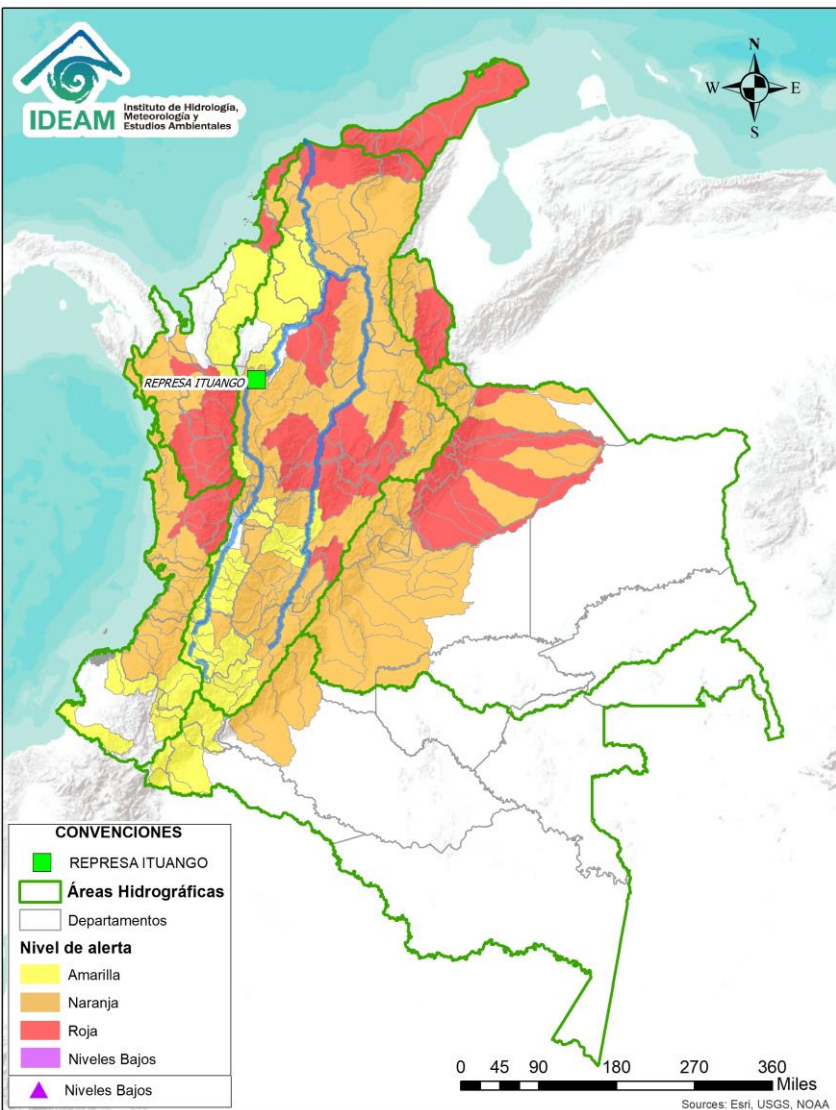 IDEAM
Instituto de Hidrología,
Meteorología y
Estudios Ambientales
N
W
E
S
REPRESA ITUANGO
CONVENCIONES
REPRESA ITUANGO
Áreas Hidrográficas
Departamentos
Nivel de alerta
Amarilla
Naranja
Roja
Niveles Bajos
Niveles Bajos
0 45 90 180 270 360
Miles
Sources: Esri, USGS, NOAA